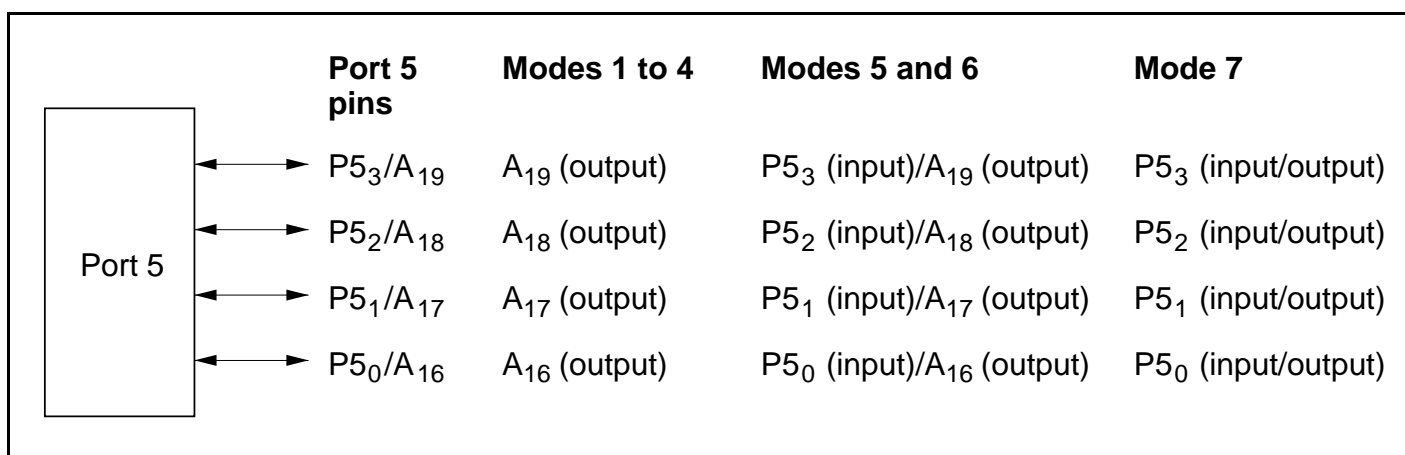 Port 5 pins Modes 1 to 4 Modes 5 and 6 Mode 7
P5₃/A₁₉ A₁₉ (output) P5₃ (input)/A₁₉ (output) P5₃ (input/output)
P5₂/A₁₈ A₁₈ (output) P5₂ (input)/A₁₈ (output) P5₂ (input/output)
Port 5
P5₁/A₁₇ A₁₇ (output) P5₁ (input)/A₁₇ (output) P5₁ (input/output)
P5₀/A₁₆ A₁₆ (output) P5₀ (input)/A₁₆ (output) P5₀ (input/output)